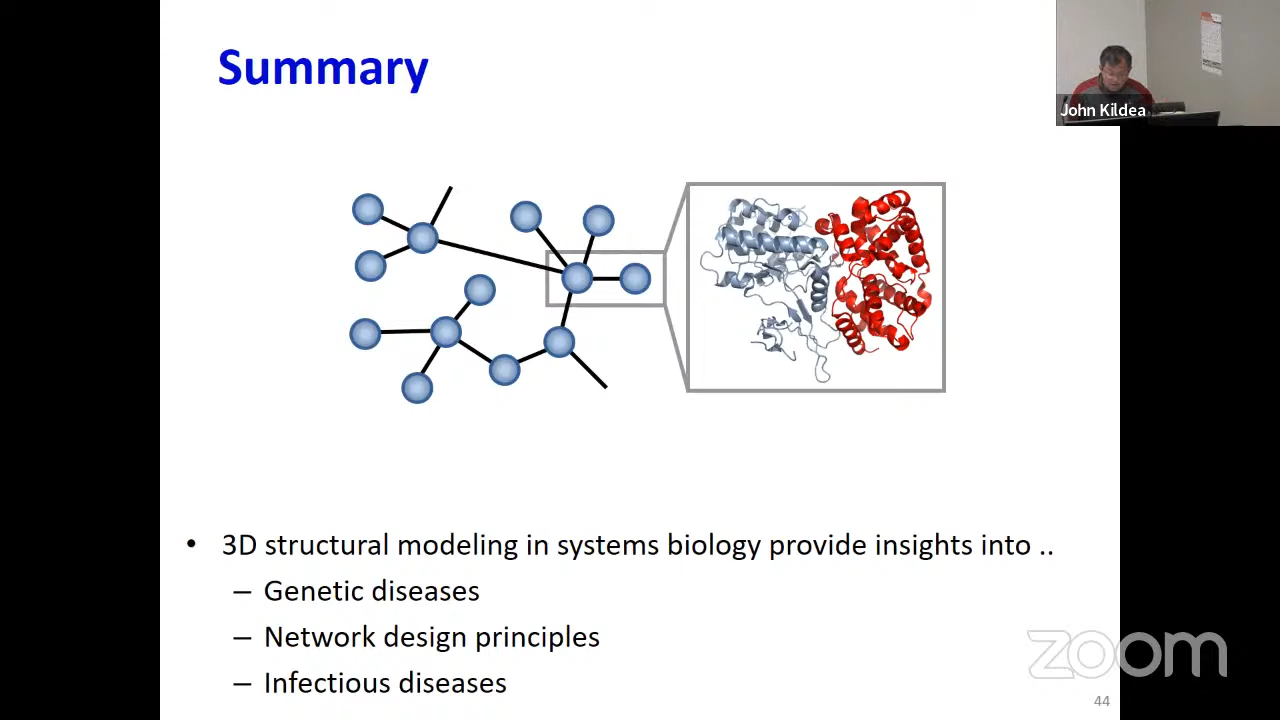 Summary
John Kildea
• 3D structural modeling in systems biology provide insights into ..
– Genetic diseases
– Network design principles
– Infectious diseases
zoom
44